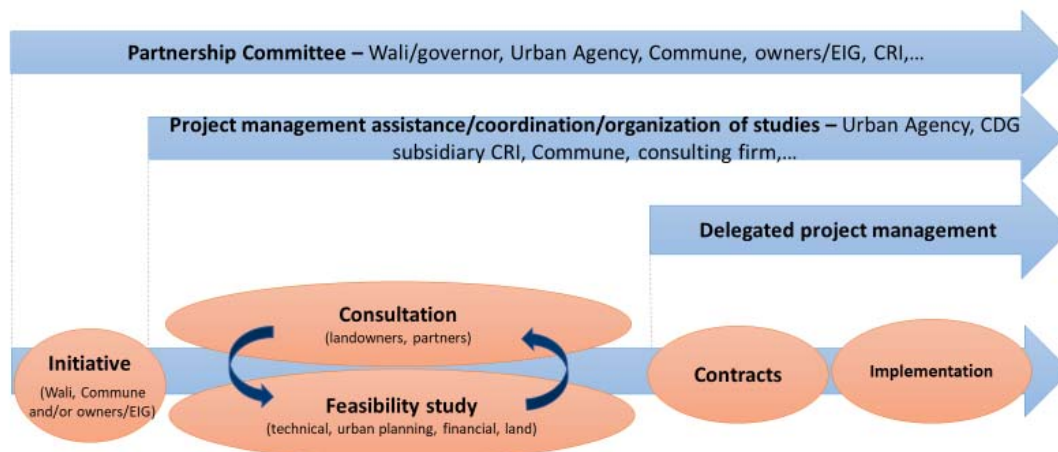 Partnership Committee – Wali/governor, Urban Agency, Commune, owners/EIG, CRI,...
Project management assistance/coordination/organization of studies – Urban Agency, CDG
subsidiary CRI, Commune, consulting firm,...
Delegated project management
Consultation
(landowners, partners)
Initiative
(Wali, Commune
and/or owners/EIG)
Feasibility study
(technical, urban planning, financial, land)
Contracts
Implementation